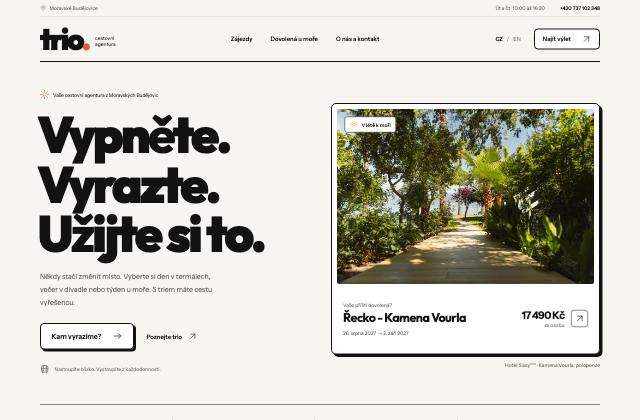 Moravské Budějovice
Út a čt 10:00 až 16:30
+420 737 102 348
trio.
cestovní
agentura
Zájezdy
Dovolená u moře
O nás a kontakt
CZ / EN
Najít výlet
Vaše cestovní agentura z Moravských Budějovic
Vypněte.
Vyrazte.
Užijte si to.
Někdy stačí změnit místo. Vyberte si den v termálech,
večer v divadle nebo týden u moře. S triem máte cestu
vyřešenou.
Kam vyrazíme?
Poznejte trio
Nastoupíte blízko. Vystoupíte z každodennosti.
V létě k moři
Vaše příští dovolená?
Řecko - Kamena Vourla
26. srpna 2027 → 2. září 2027
17 490 Kč
za osobu
Hotel Sissy*** · Kamena Vourla · polopenze